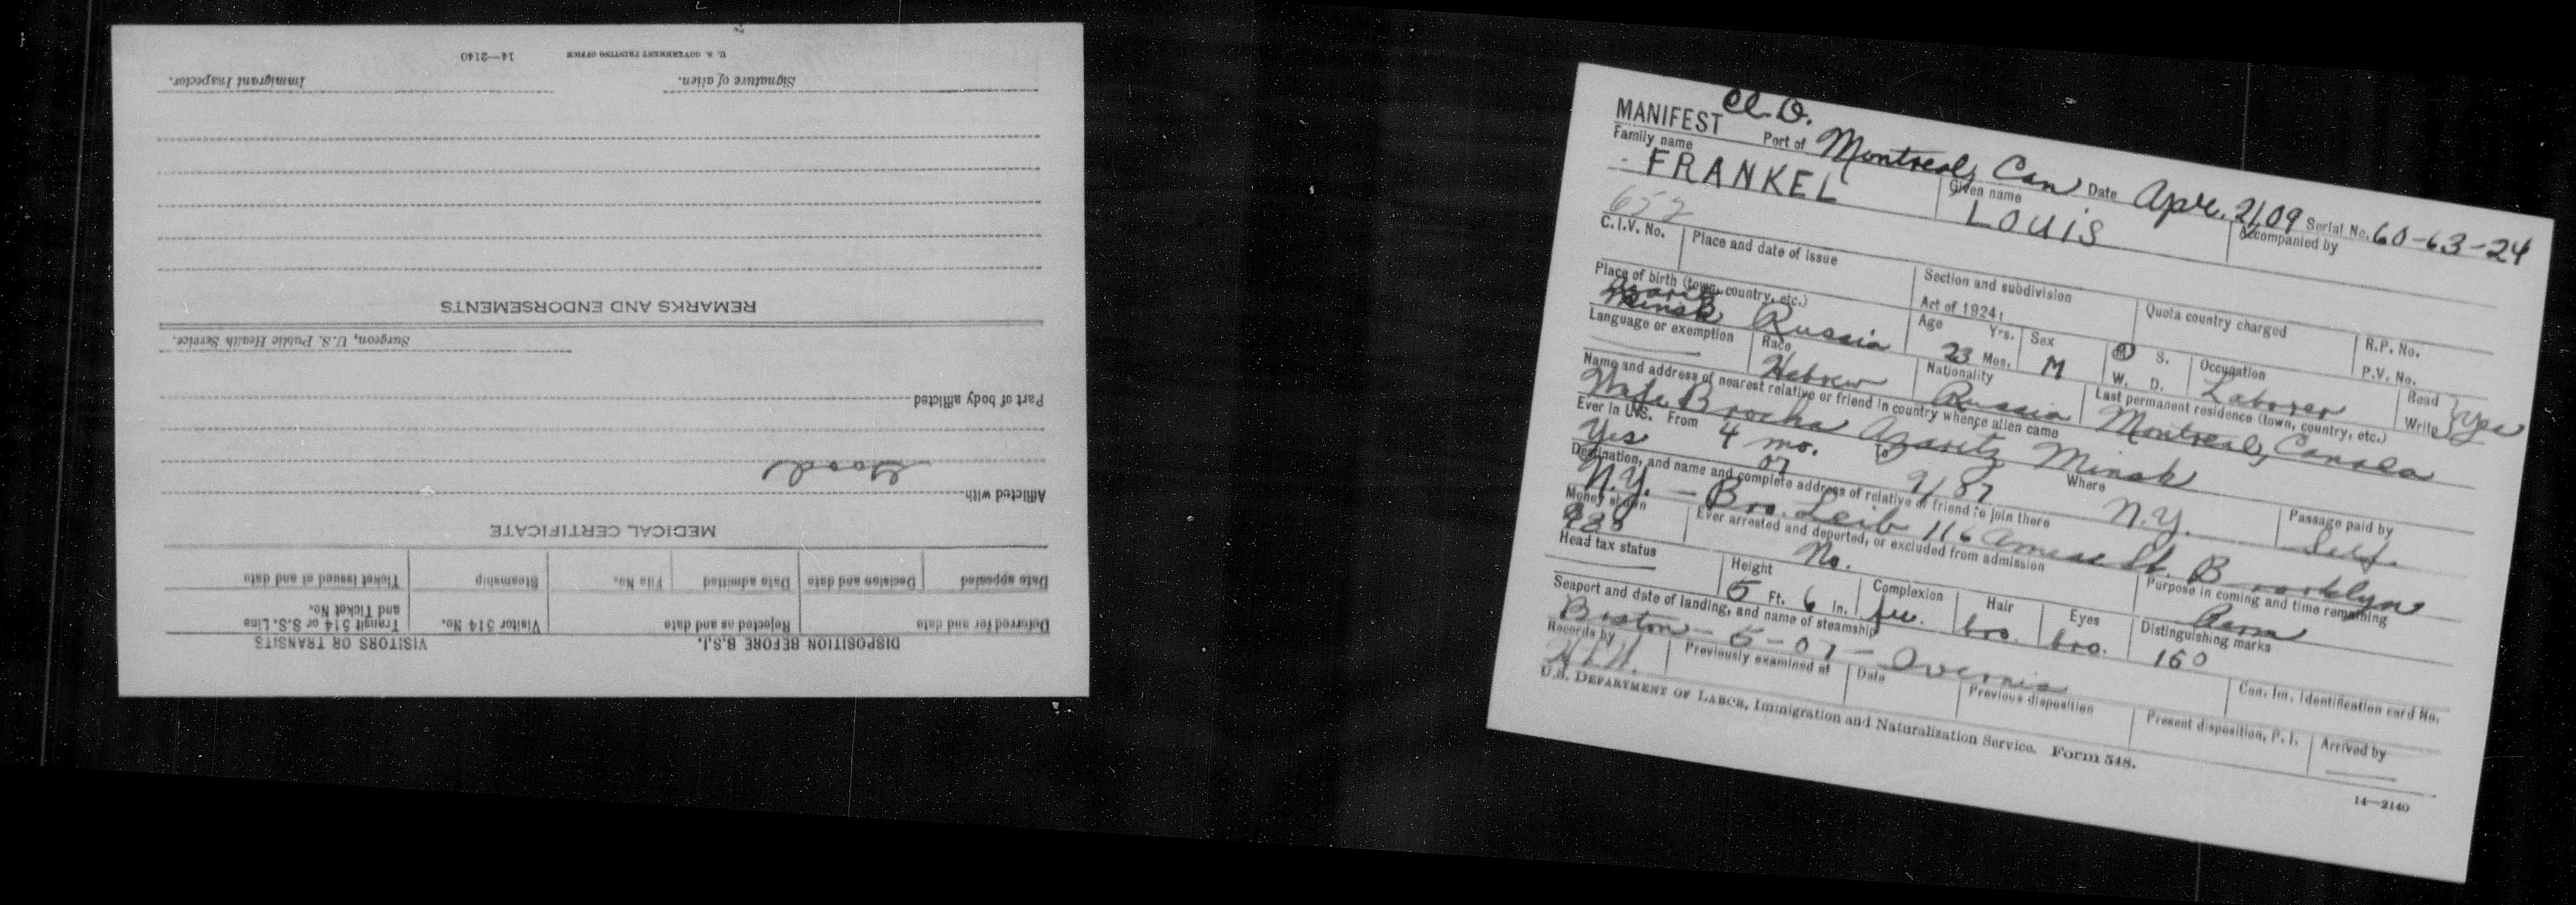 U. S. GOVERNMENT PRINTING OFFICE 14—2140
Signature of alien. Immigrant Inspector.
REMARKS AND ENDORSEMENTS
Surgeon, U.S. Public Health Service.
Part of body afflicted
Good
Afflicted with
MEDICAL CERTIFICATE
Date appealed Decision and date Date admitted File No. Steamship Ticket issued at and date
Deferred for and date Rejected as and date Visitor 514 No. Transit 514 or S.S. Line and Ticket No.
DISPOSITION BEFORE B.S.I. VISITORS OR TRANSITS
MANIFEST Port of Montreal, Can Date Apr. 2/09 Serial No. 60-63-24
Family name Given name Accompanied by
FRANKEL LOUIS
652
C.I.V. No. Place and date of issue Section and subdivision Quota country charged R.P. No.
Act of 1924: P.V. No.
Place of birth (town, country, etc.) Age Yrs. Sex M S. Occupation Read
Minsk Russia 23 Mos. M W. D. Laborer Write Yes
Language or exemption Race Nationality Last permanent residence (town, country, etc.)
Hebrew Russia Montreal, Canada
Name and address of nearest relative or friend in country whence alien came
Wife Brocha Azaritz Minsk
Ever in U.S. From To Where Passage paid by
Yes 4 mo. 07 9/07 N.Y. Self
Destination, and name and complete address of relative or friend to join there
N.Y. - Bro. Leib 116 St. Brooklyn
Money shown Ever arrested and deported, or excluded from admission Purpose in coming and time remaining
No.
Head tax status Height Complexion Hair Eyes Distinguishing marks
5 Ft. 6 In. bro. bro. 160
Seaport and date of landing, and name of steamship
Boston - 5-07 - Ivernia
Records by Previously examined at Date Previous disposition Present disposition, P. I. Can. Im. Identification card No.
Arrived by
U.S. DEPARTMENT OF LABOR, Immigration and Naturalization Service. Form 548.
14—2140